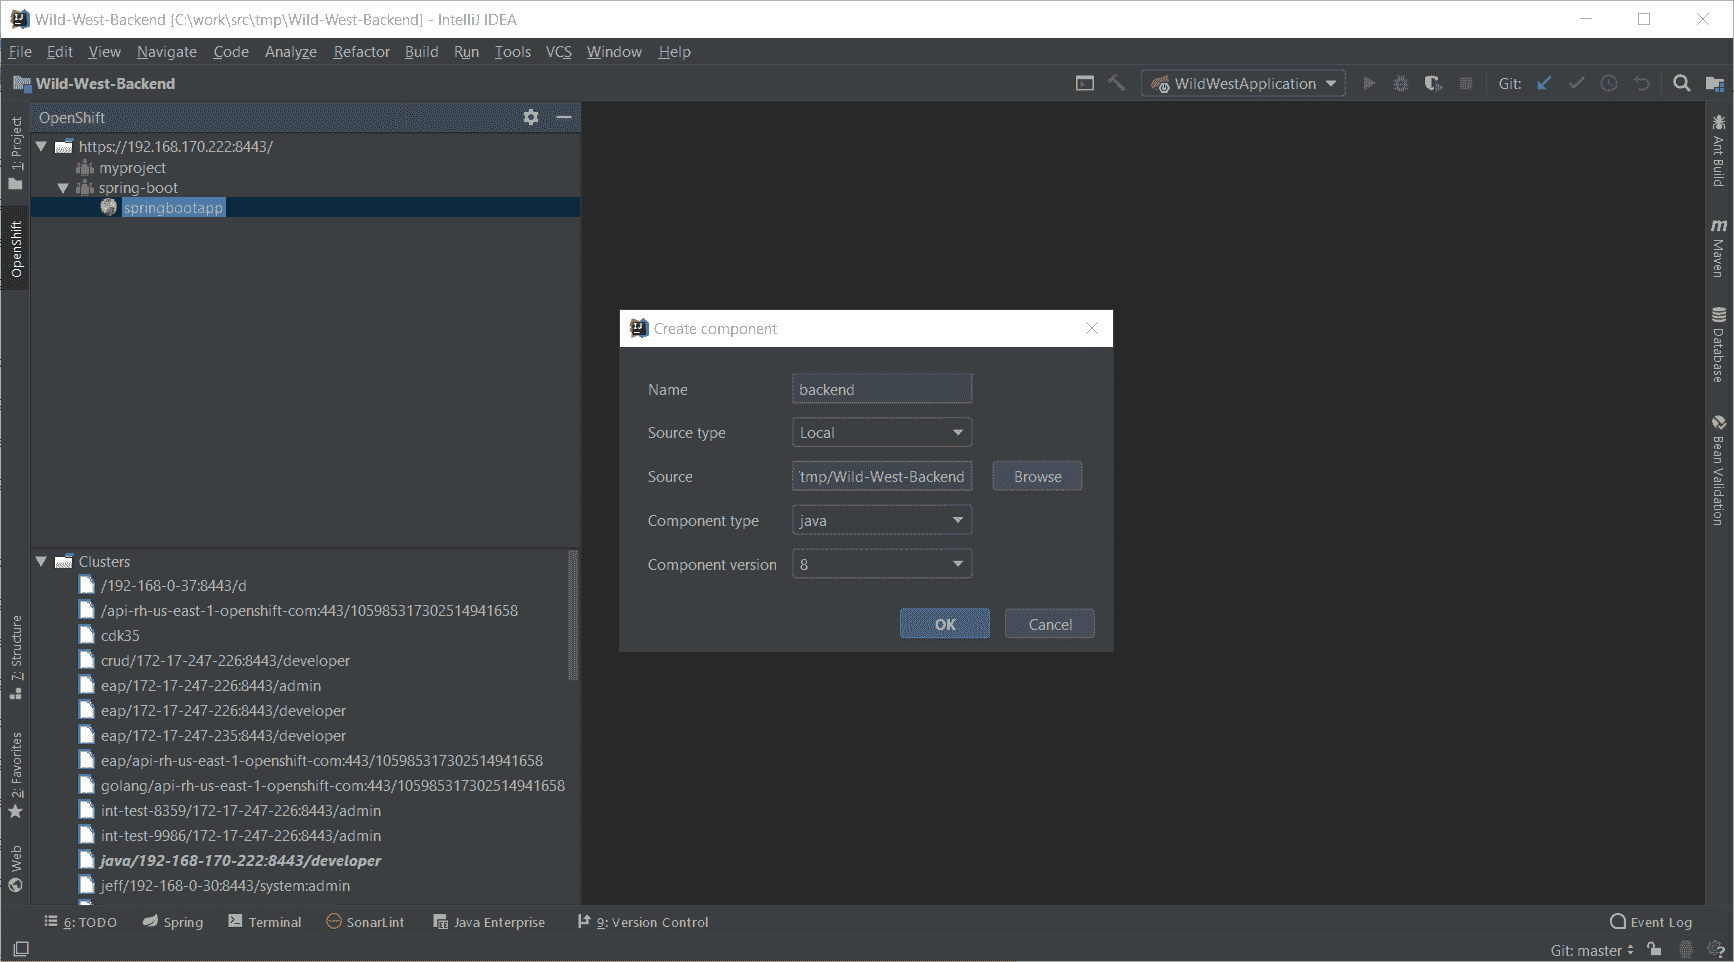 Wild-West-Backend [C:\work\src\tmp\Wild-West-Backend] - IntelliJ IDEA
File Edit View Navigate Code Analyze Refactor Build Run Tools VCS Window Help
Wild-West-Backend
WildWestApplication
Git:
1: Project
OpenShift
7: Structure
2: Favorites
Web
OpenShift
https://192.168.170.222:8443/
myproject
spring-boot
springbootapp
Clusters
/192-168-0-37:8443/d
/api-rh-us-east-1-openshift-com:443/105985317302514941658
cdk35
crud/172-17-247-226:8443/developer
eap/172-17-247-226:8443/admin
eap/172-17-247-226:8443/developer
eap/172-17-247-235:8443/developer
eap/api-rh-us-east-1-openshift-com:443/105985317302514941658
golang/api-rh-us-east-1-openshift-com:443/105985317302514941658
int-test-8359/172-17-247-226:8443/admin
int-test-9986/172-17-247-226:8443/admin
java/192-168-170-222:8443/developer
jeff/192-168-0-30:8443/system:admin
Create component
Name backend
Source type Local
Source tmp/Wild-West-Backend Browse
Component type java
Component version 8
OK Cancel
Ant Build
Maven
Database
Bean Validation
6: TODO Spring Terminal SonarLint Java Enterprise 9: Version Control Event Log
Git: master